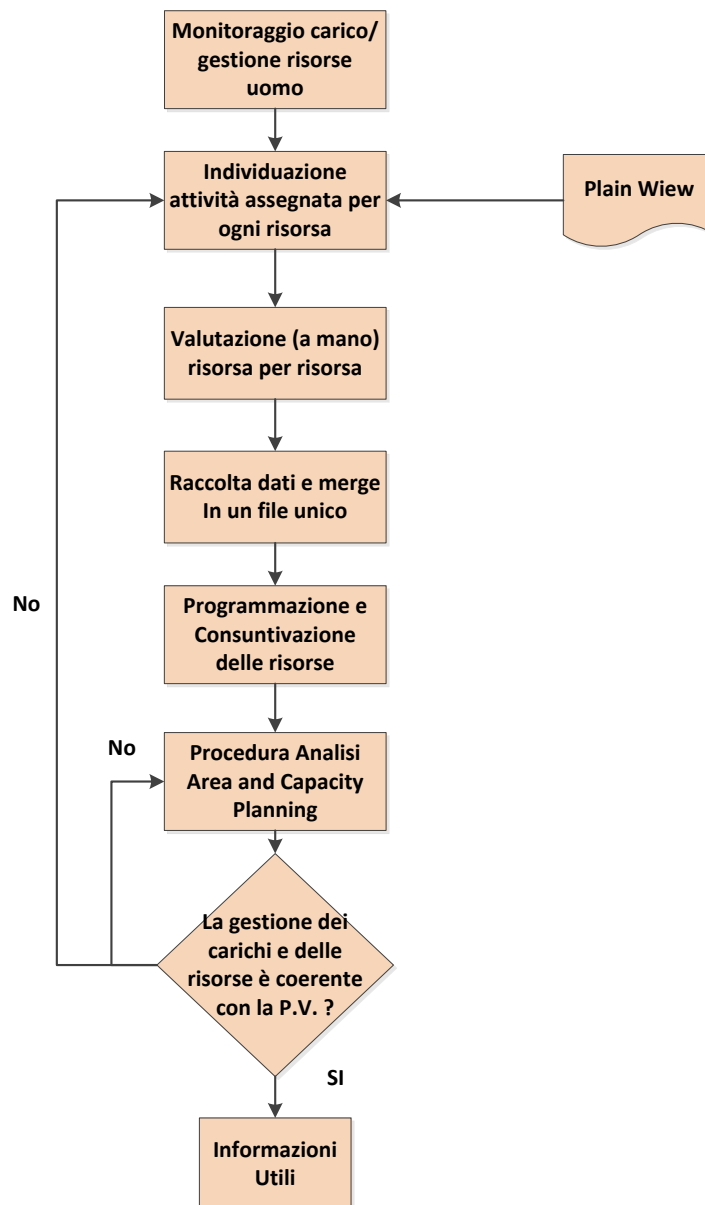 Monitoraggio carico/
gestione risorse
uomo
Individuazione
attività assegnata per
ogni risorsa
Plain Wiew
Valutazione (a mano)
risorsa per risorsa
Raccolta dati e merge
In un file unico
No
Programmazione e
Consuntivazione
delle risorse
No
Procedura Analisi
Area and Capacity
Planning
La gestione dei
carichi e delle
risorse è coerente
con la P.V. ?
SI
Informazioni
Utili